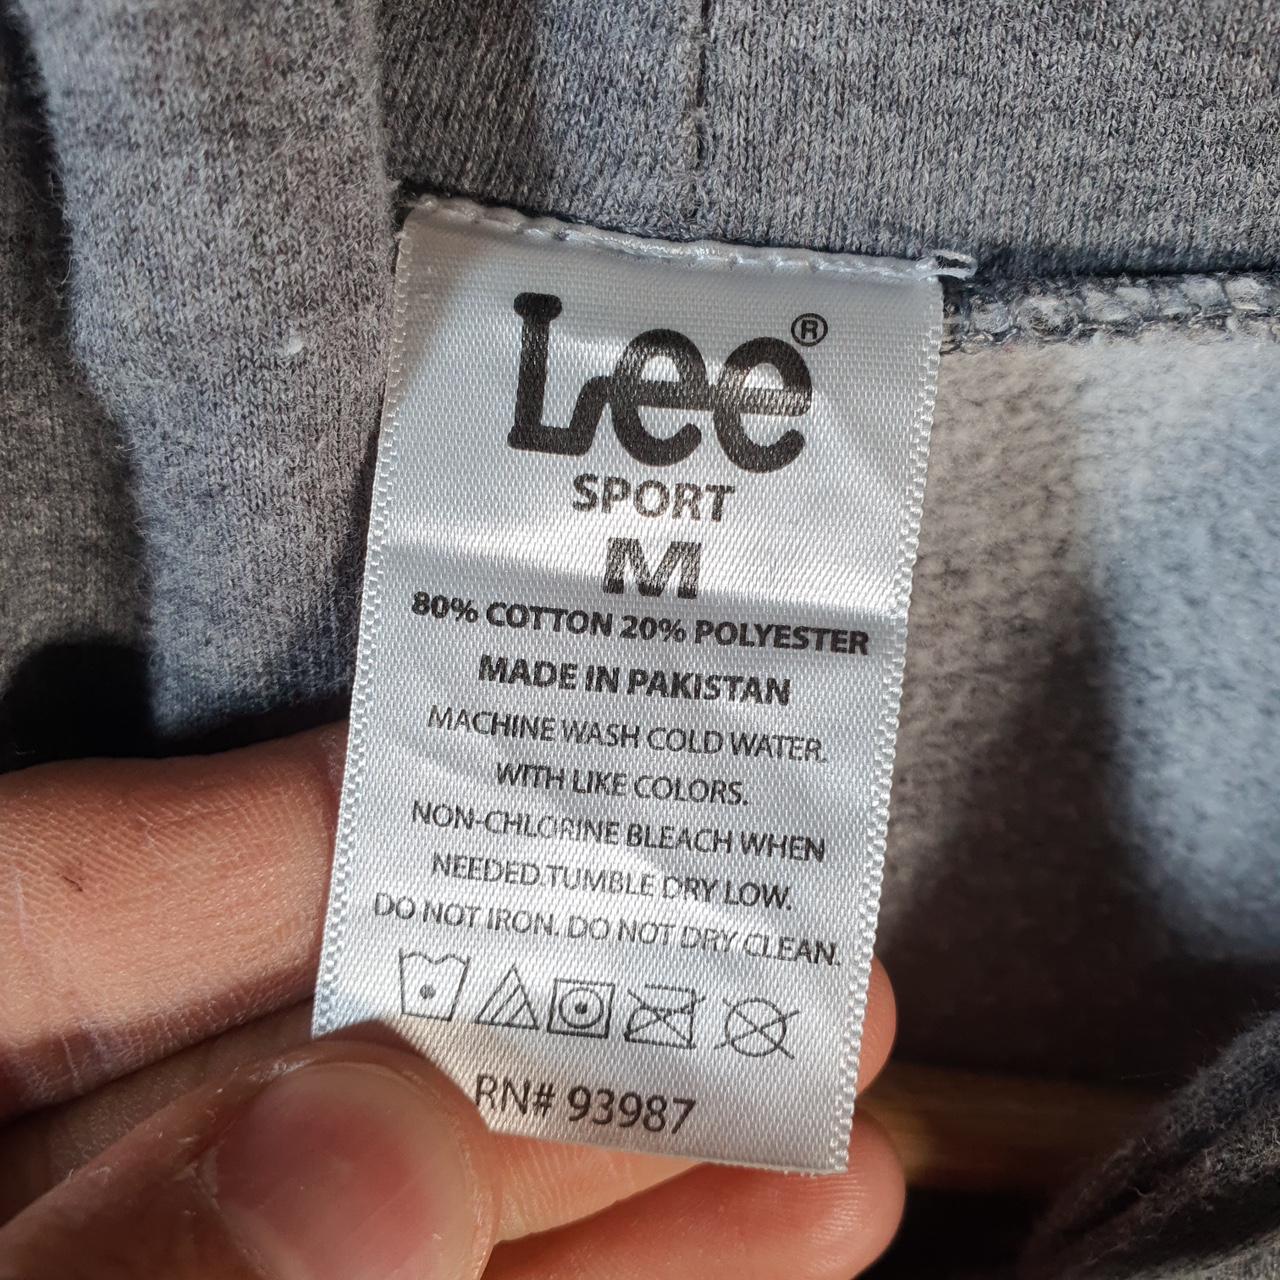 Lee®
SPORT
M
80% COTTON 20% POLYESTER
MADE IN PAKISTAN
MACHINE WASH COLD WATER.
WITH LIKE COLORS.
NON-CHLORINE BLEACH WHEN
NEEDED.TUMBLE DRY LOW.
DO NOT IRON. DO NOT DRY CLEAN.
RN# 93987